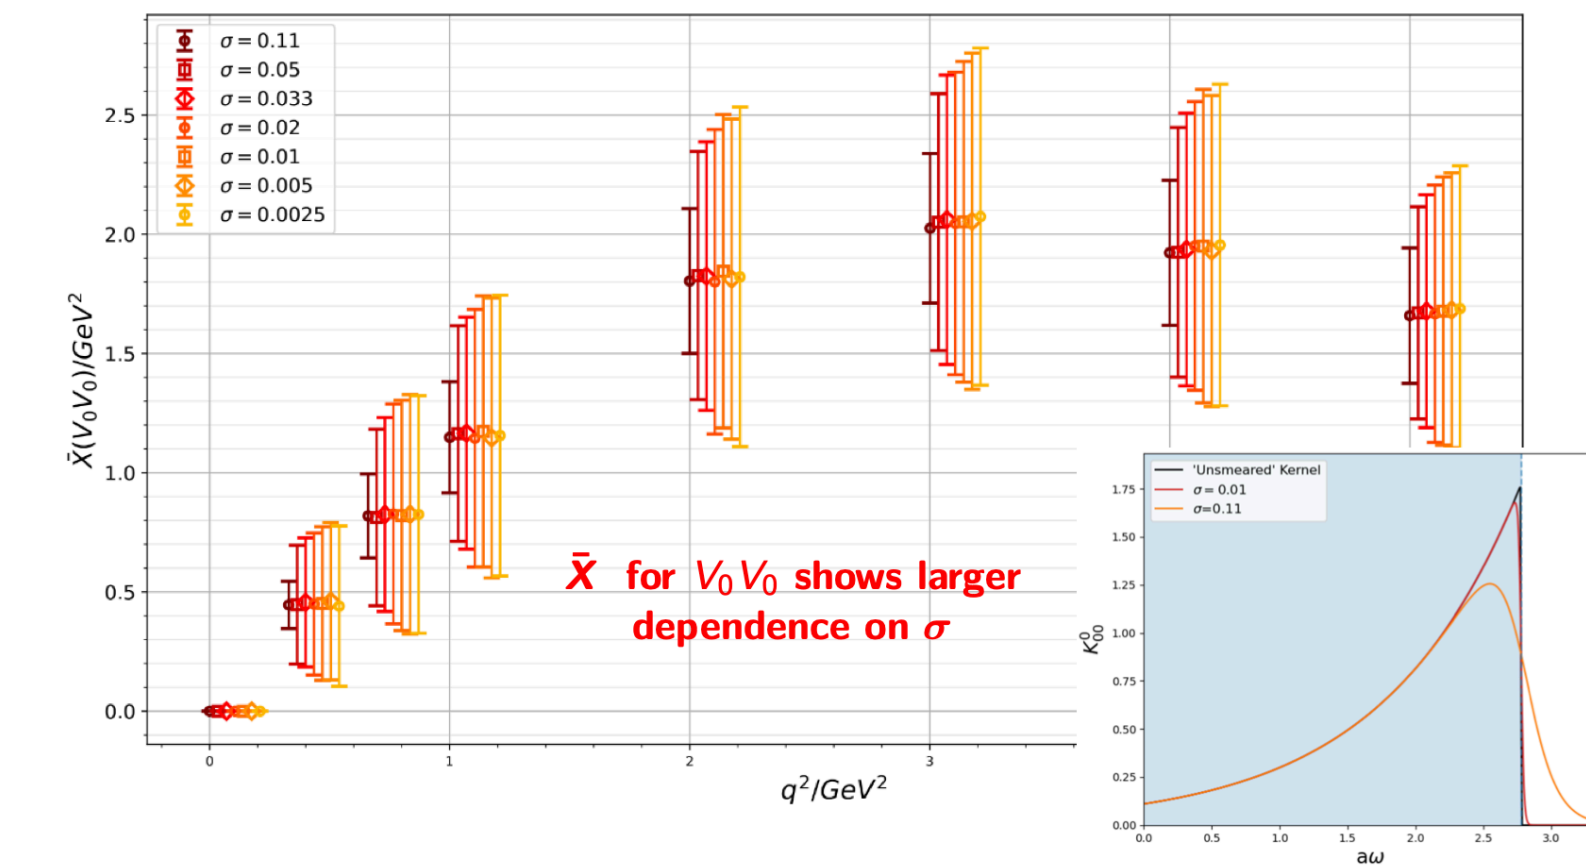 σ = 0.11
σ = 0.05
σ = 0.033
σ = 0.02
σ = 0.01
σ = 0.005
σ = 0.0025
2.5
2.0
1.5
1.0
0.5
0.0
X̄(V₀V₀)/GeV²
0 1 2 3
q²/GeV²
X̄ for V₀V₀ shows larger
dependence on σ
'Unsmeared' Kernel
σ = 0.01
σ=0.11
1.75
1.50
1.25
1.00
0.75
0.50
0.25
0.00
K⁰₀₀
0.0 0.5 1.0 1.5 2.0 2.5 3.0
aω